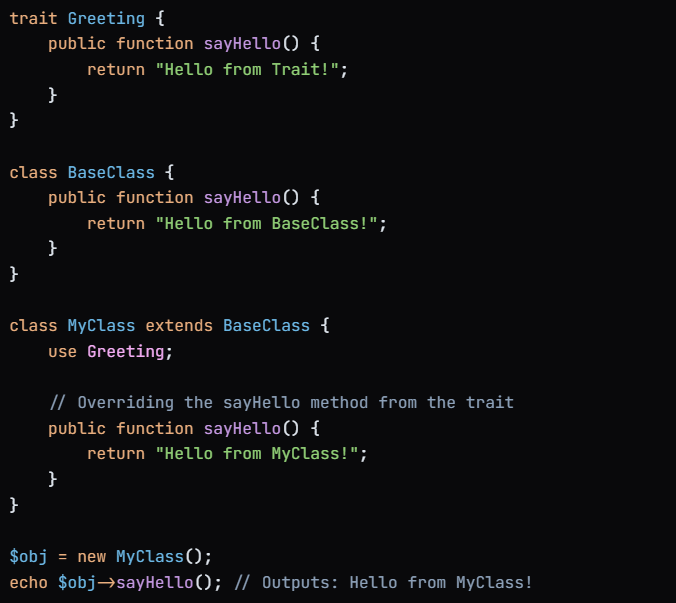 trait Greeting {
    public function sayHello() {
        return "Hello from Trait!";
    }
}

class BaseClass {
    public function sayHello() {
        return "Hello from BaseClass!";
    }
}

class MyClass extends BaseClass {
    use Greeting;

    // Overriding the sayHello method from the trait
    public function sayHello() {
        return "Hello from MyClass!";
    }
}

$obj = new MyClass();
echo $obj->sayHello(); // Outputs: Hello from MyClass!